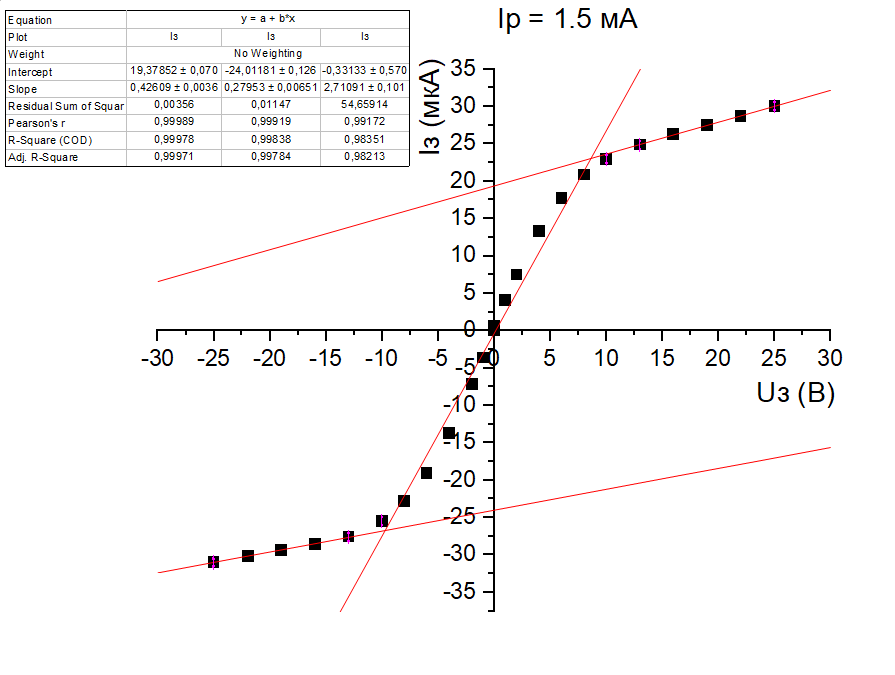 Iр = 1.5 мА
Equation y = a + b*x
Plot Iз Iз Iз
Weight No Weighting
Intercept 19,37852 ± 0,070 -24,01181 ± 0,126 -0,33133 ± 0,570
Slope 0,42609 ± 0,0036 0,27953 ± 0,00651 2,71091 ± 0,101
Residual Sum of Squar 0,00356 0,01147 54,65914
Pearson's r 0,99989 0,99919 0,99172
R-Square (COD) 0,99978 0,99838 0,98351
Adj. R-Square 0,99971 0,99784 0,98213
Iз (мкА)
35
30
25
20
15
10
5
0
-30 -25 -20 -15 -10 -5 0 5 10 15 20 25 30
-5
Uз (В)
-10
-15
-20
-25
-30
-35